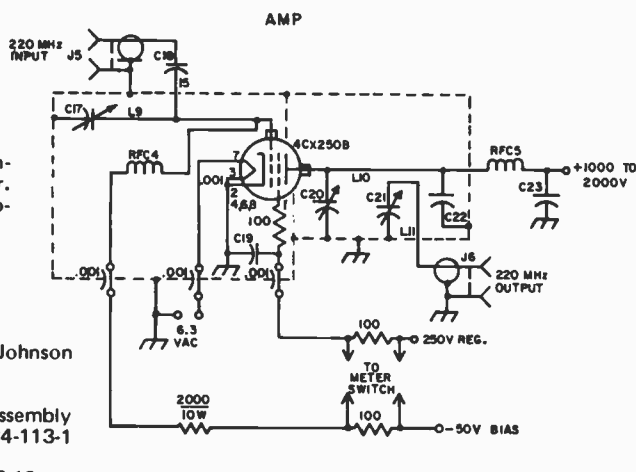 AMP
220 MHz
INPUT
J5
C18
15
C17
L9
RFC4
4CX250B
7
3
2
4,6,8
.001
100
C19
C20
C21
L10
L11
C22
RFC5
C23
+1000 TO
2000V
J6
220 MHz
OUTPUT
.001
.001
.001
6.3
VAC
100
250V REG.
TO
METER
SWITCH
2000
10W
100
-50V BIAS
n-
r.
o-
Johnson
ssembly
4-113-1